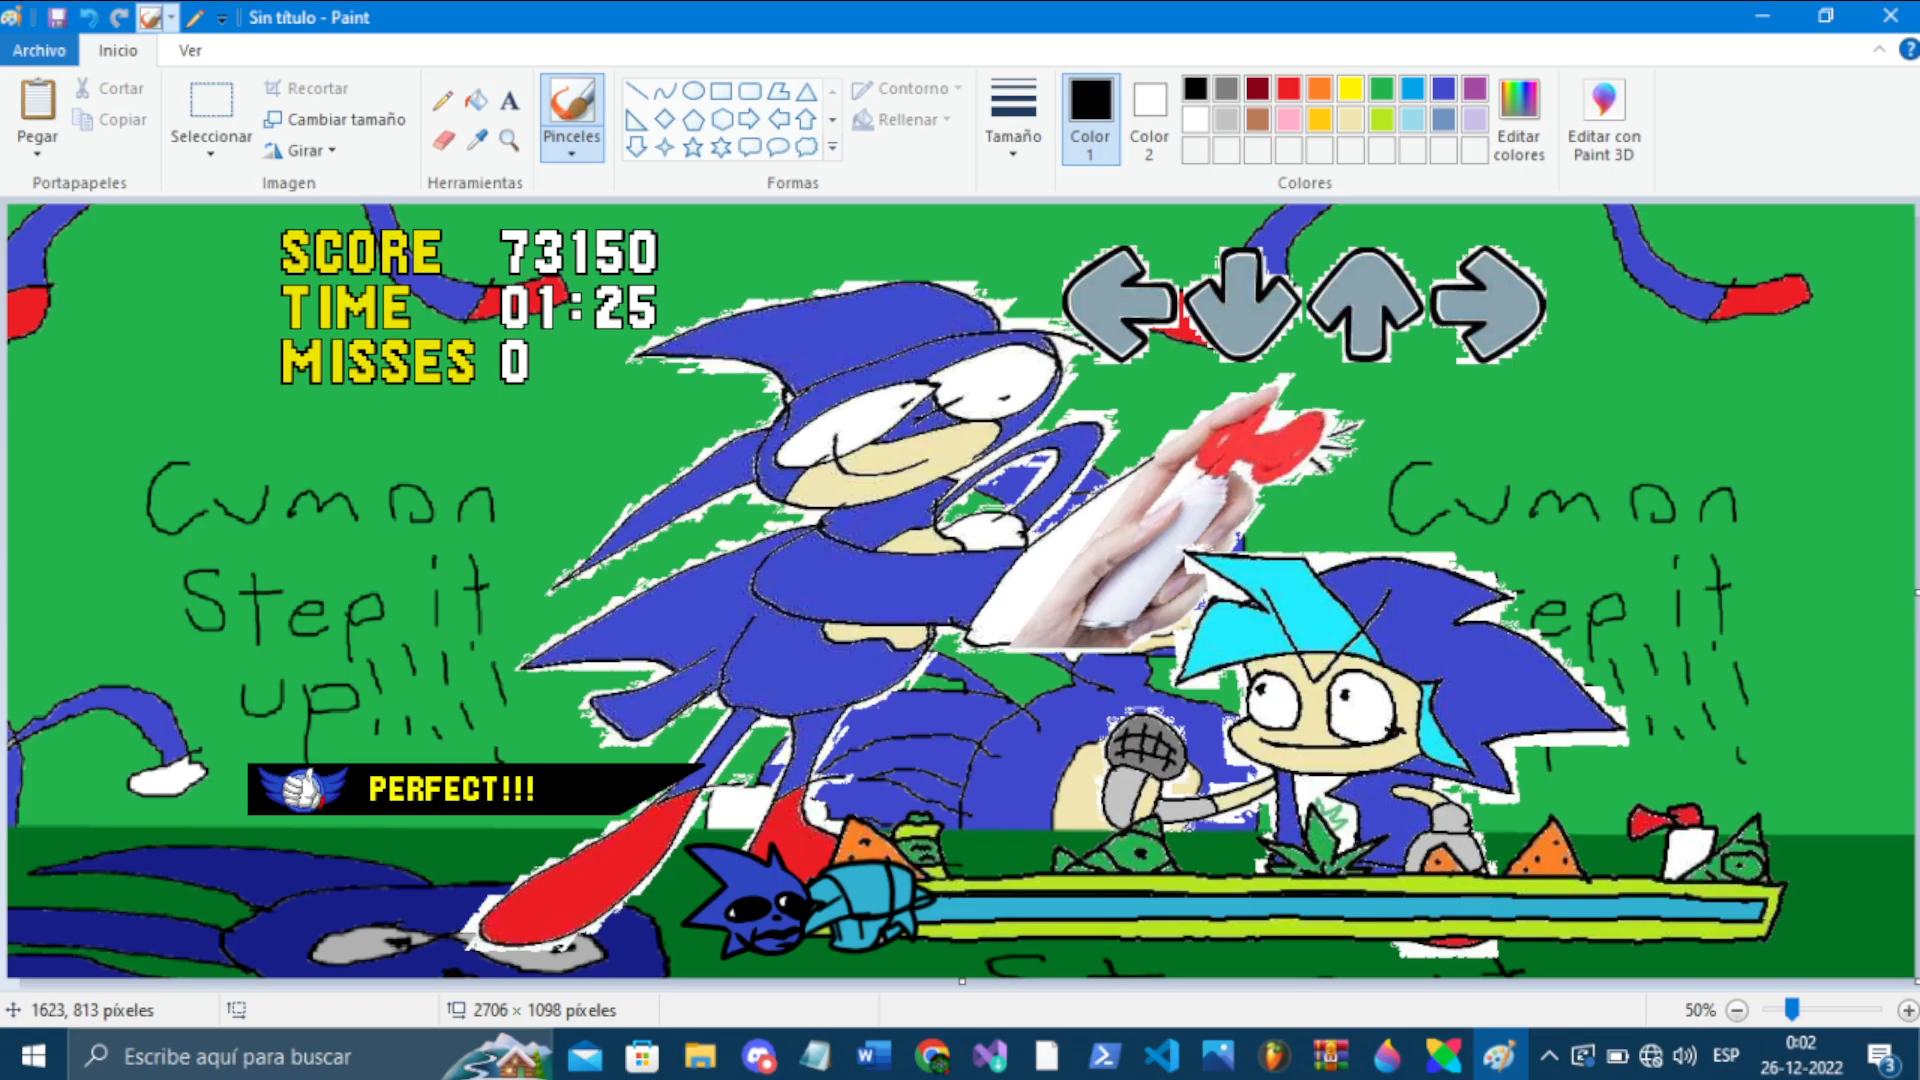 Sin título - Paint
Archivo Inicio Ver
Pegar
Cortar
Copiar
Portapapeles
Seleccionar
Recortar
Cambiar tamaño
Girar
Imagen
A
Herramientas
Pinceles
Contorno
Rellenar
Formas
Tamaño
Color 1
Color 2
Editar colores
Colores
Editar con Paint 3D
SCORE 73150
TIME 01:25
MISSES 0
Cumon
Step it
up!!!!!
Cumon
ep it
!!!!
PERFECT!!!
1623, 813 píxeles
2706 × 1098 píxeles
50%
Escribe aquí para buscar
ESP
0:02
26-12-2022
3